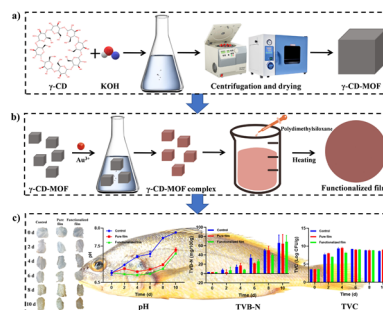 a)
γ-CD
KOH
Centrifugation and drying
γ-CD-MOF
b)
Polydimethylsiloxane
Au³⁺
Heating
γ-CD-MOF
γ-CD-MOF complex
Functionalized film
c)
Control
Pure film
Functionalized film
0 d
2 d
4 d
6 d
8 d
10 d
Control
Pure film
Functionalized film
pH
Time (d)
pH
Control
Pure film
Functionalized film
TVB-N (mg/100g)
Time (d)
TVB-N
Control
Pure film
Functionalized film
TVC (Log CFU/g)
Time (d)
TVC